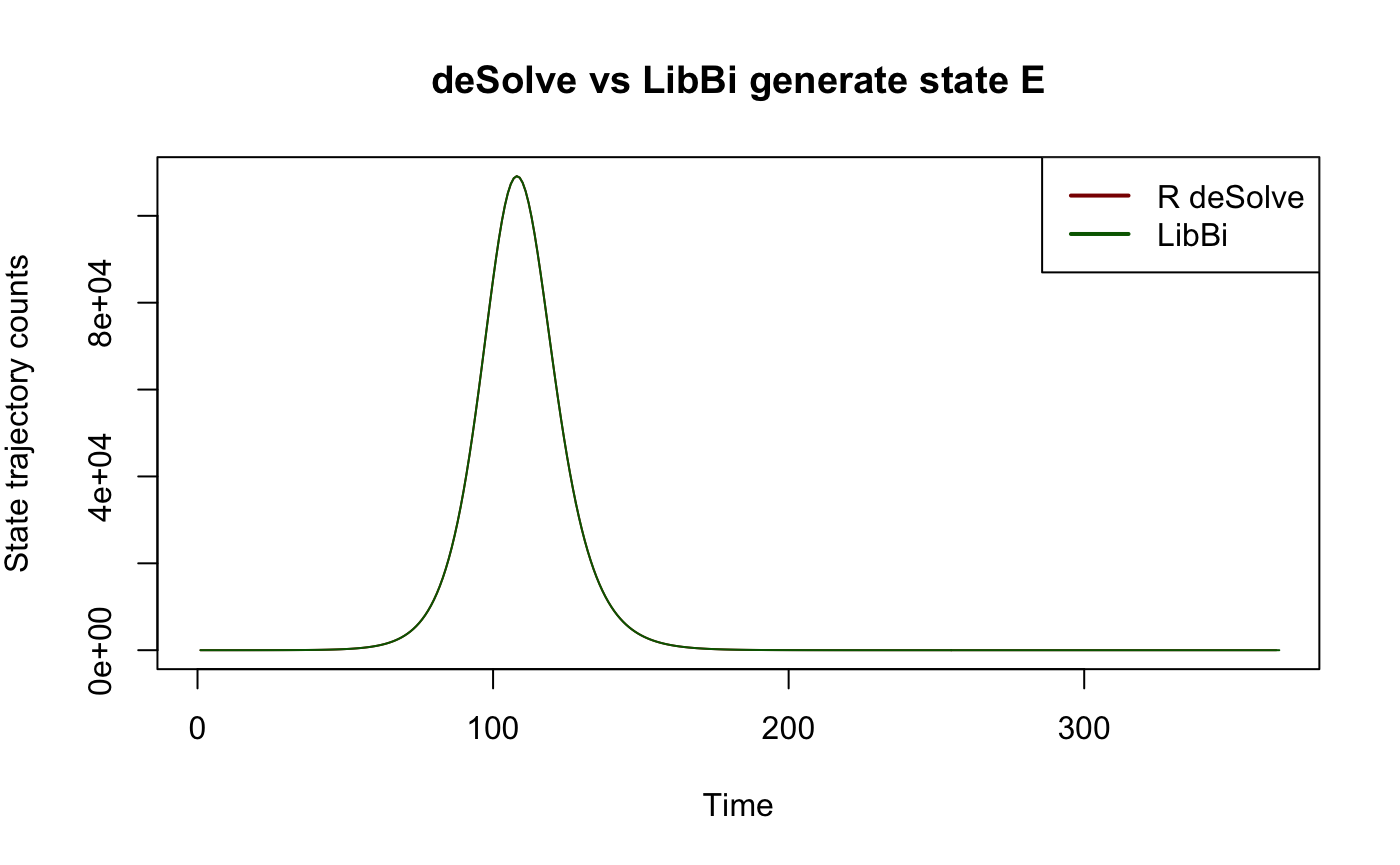 deSolve vs LibBi generate state E
R deSolve
LibBi
State trajectory counts
8e+04
4e+04
0e+00
0 100 200 300
Time